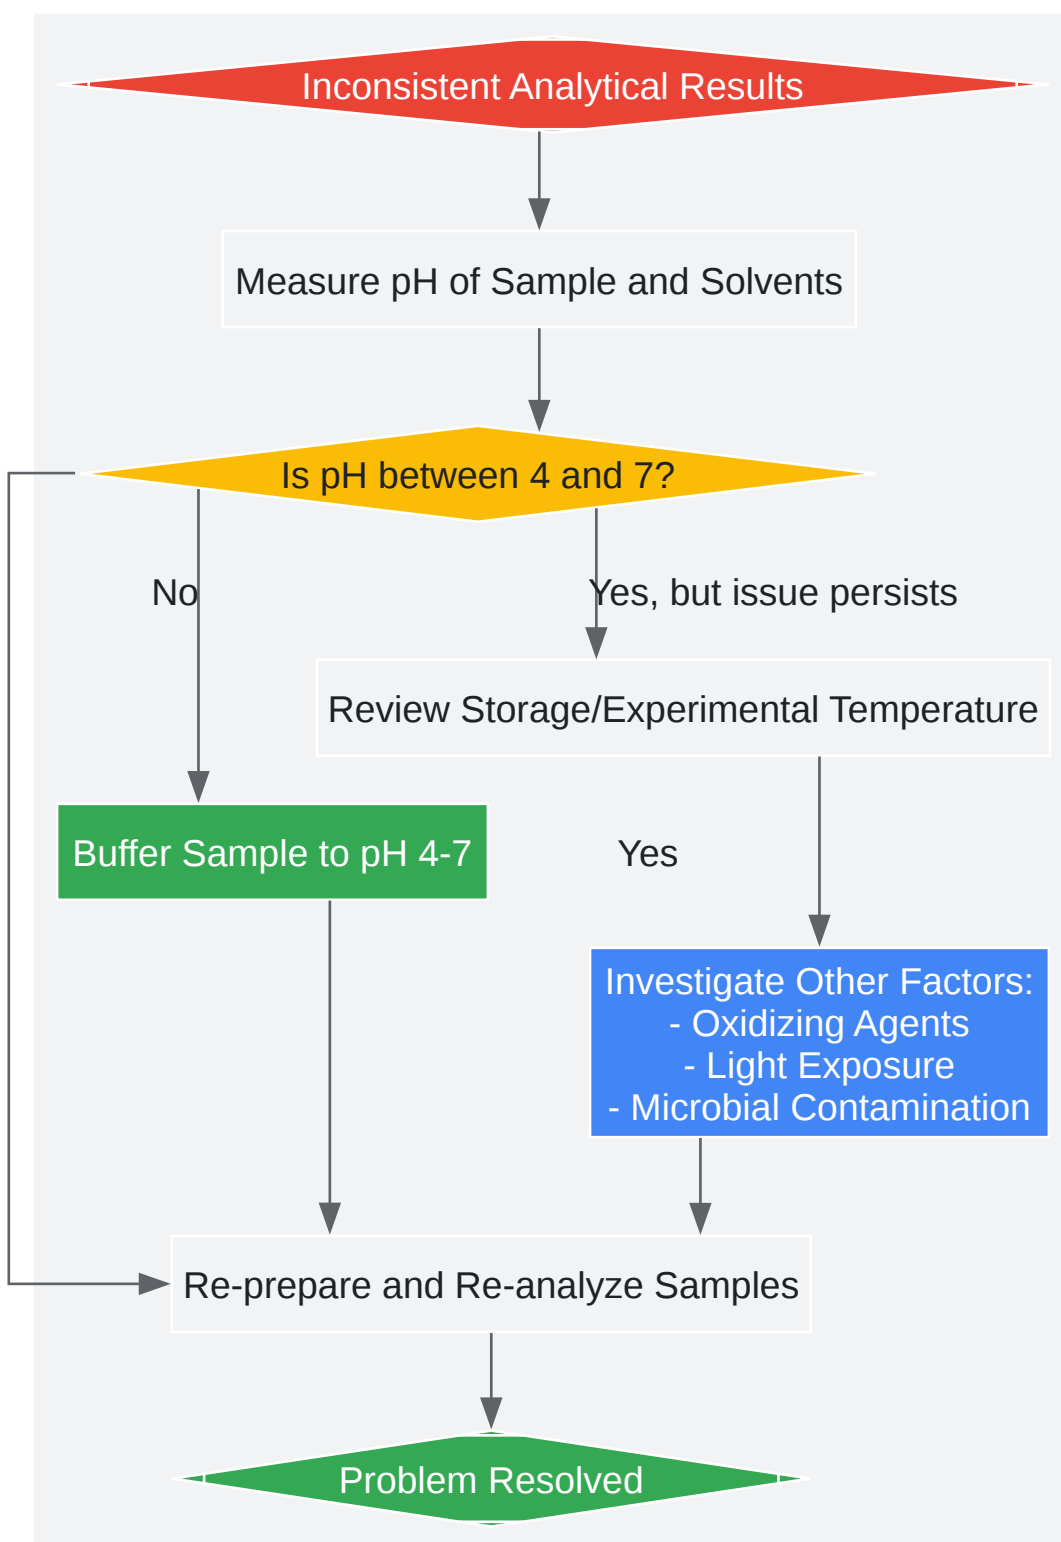 Inconsistent Analytical Results
Measure pH of Sample and Solvents
Is pH between 4 and 7?
No
Yes, but issue persists
Review Storage/Experimental Temperature
Buffer Sample to pH 4-7
Yes
Investigate Other Factors:
- Oxidizing Agents
- Light Exposure
- Microbial Contamination
Re-prepare and Re-analyze Samples
Problem Resolved